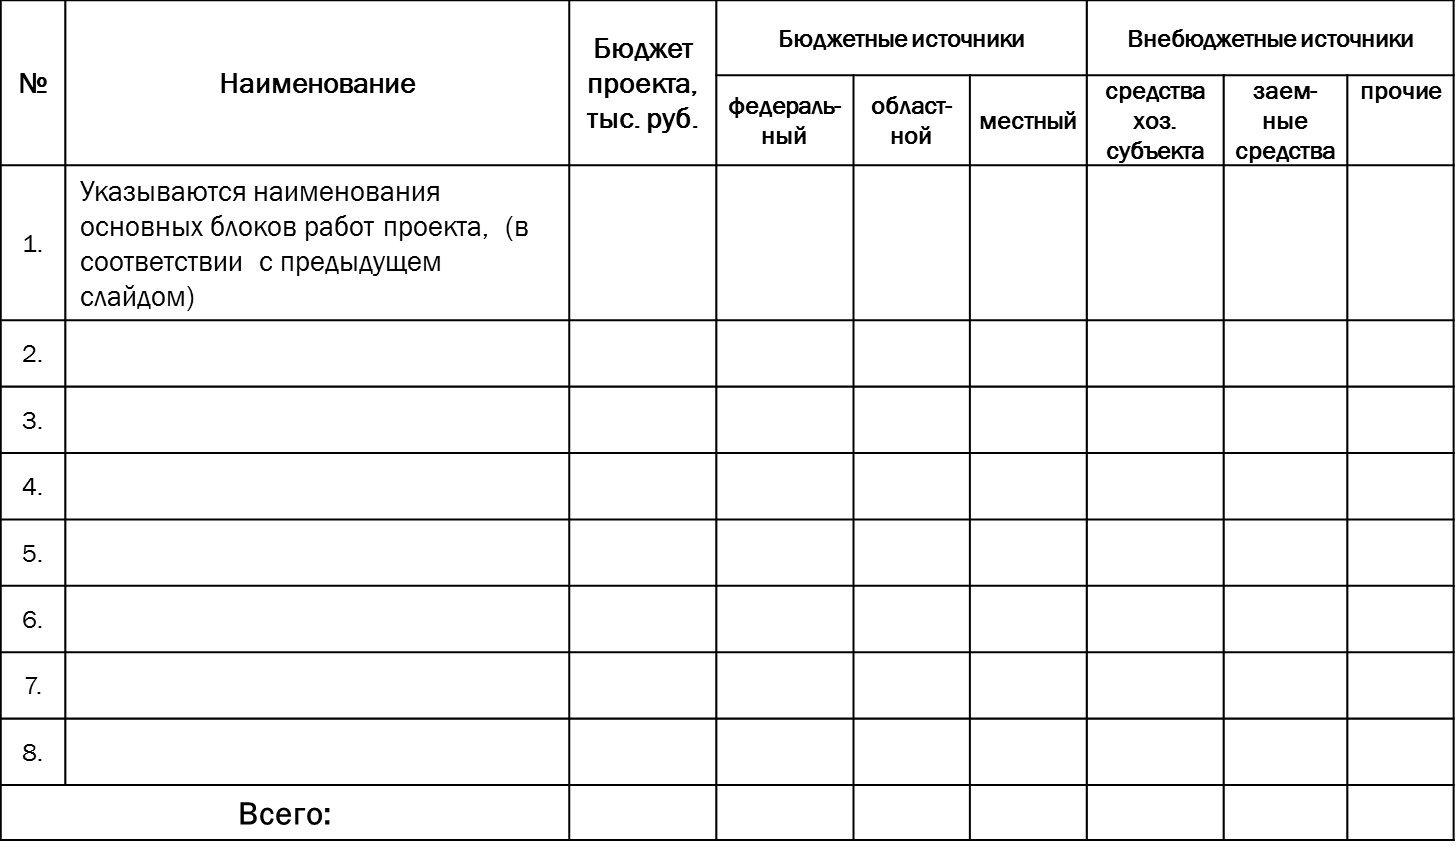 №
Наименование
Бюджет
проекта,
тыс. руб.
Бюджетные источники
Внебюджетные источники
федераль-
ный
област-
ной
местный
средства
хоз.
субъекта
заем-
ные
средства
прочие
1.
Указываются наименования
основных блоков работ проекта, (в
соответствии с предыдущем
слайдом)
2.
3.
4.
5.
6.
7.
8.
Всего: